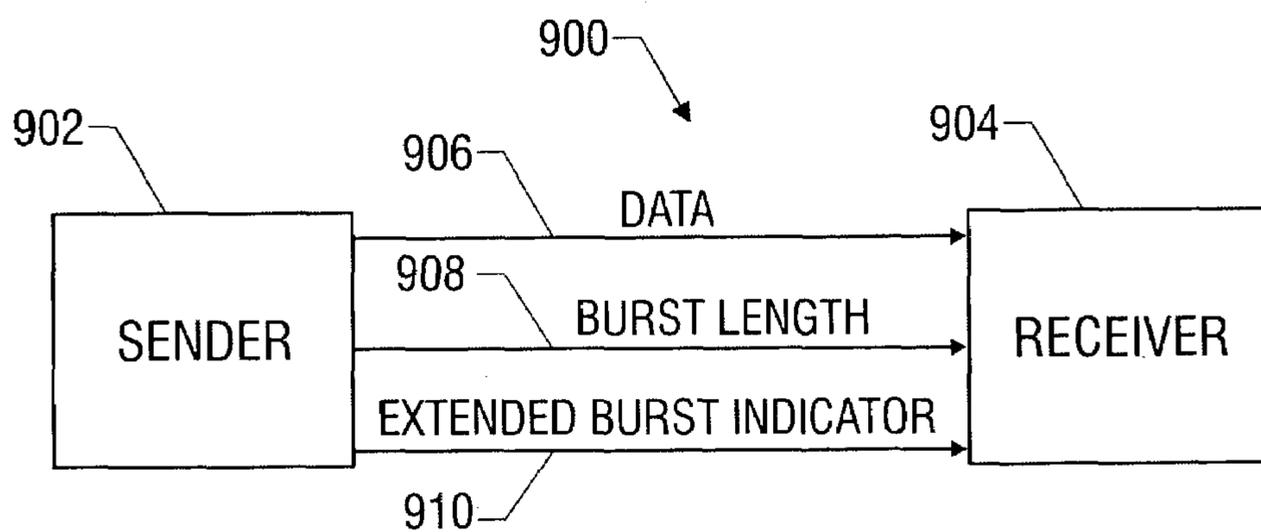 900
902
904
906
DATA
908
BURST LENGTH
SENDER
RECEIVER
EXTENDED BURST INDICATOR
910